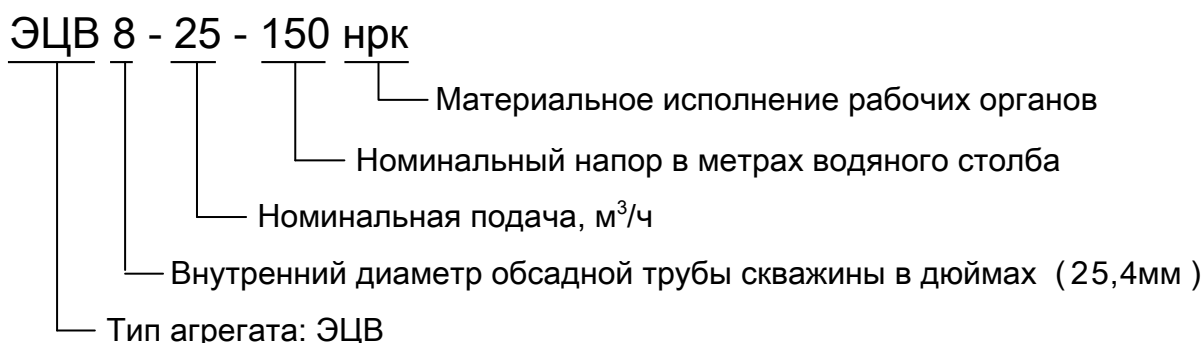 ЭЦВ 8 - 25 - 150 нрк
Материальное исполнение рабочих органов
Номинальный напор в метрах водяного столба
Номинальная подача, м³/ч
Внутренний диаметр обсадной трубы скважины в дюймах (25,4мм )
Тип агрегата: ЭЦВ